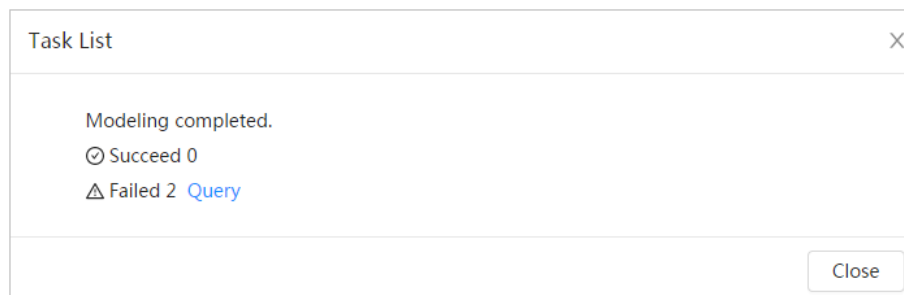 Task List
Modeling completed.
Succeed 0
Failed 2 Query
Close